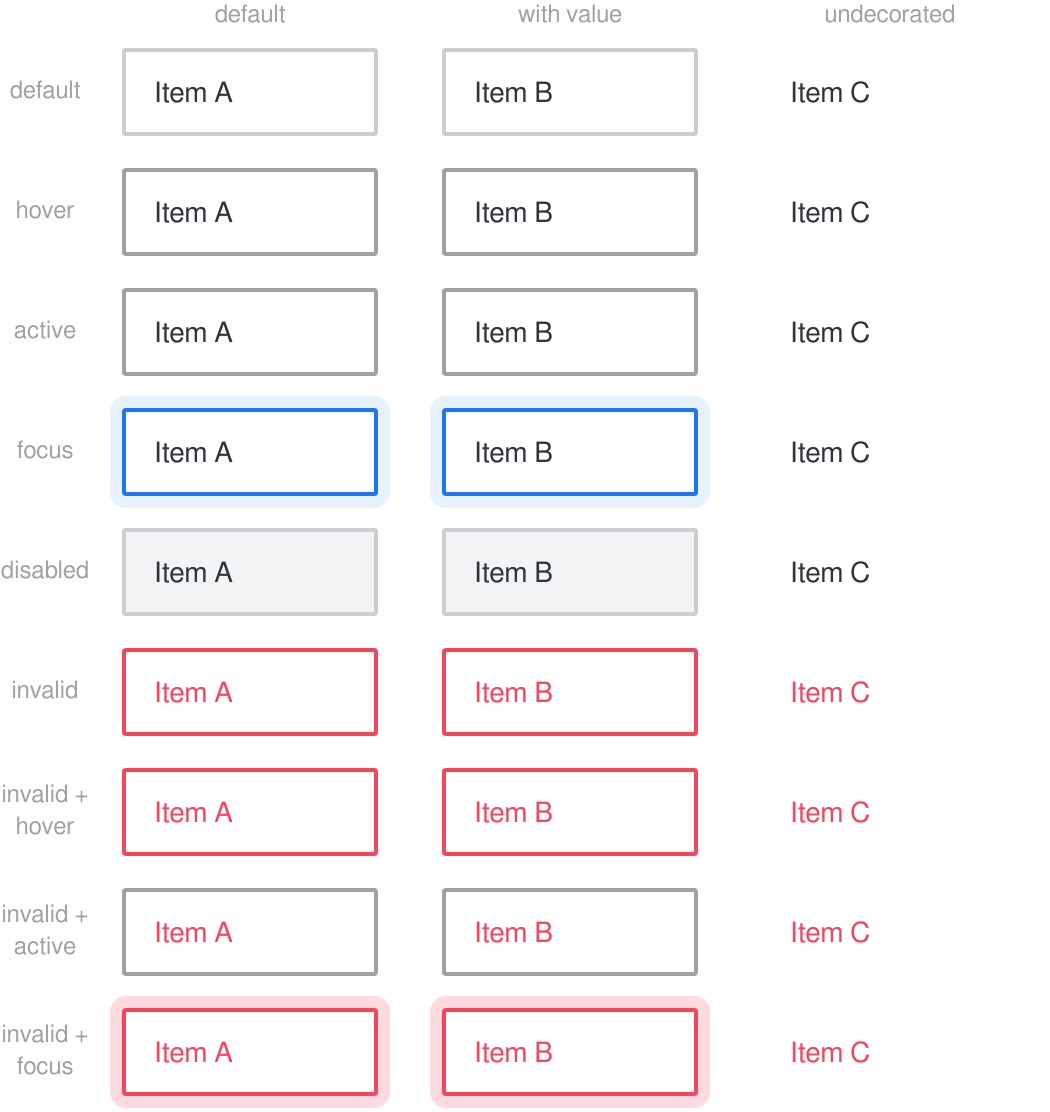 default with value undecorated
default Item A Item B Item C
hover Item A Item B Item C
active Item A Item B Item C
focus Item A Item B Item C
disabled Item A Item B Item C
invalid Item A Item B Item C
invalid +
hover Item A Item B Item C
invalid +
active Item A Item B Item C
invalid +
focus Item A Item B Item C